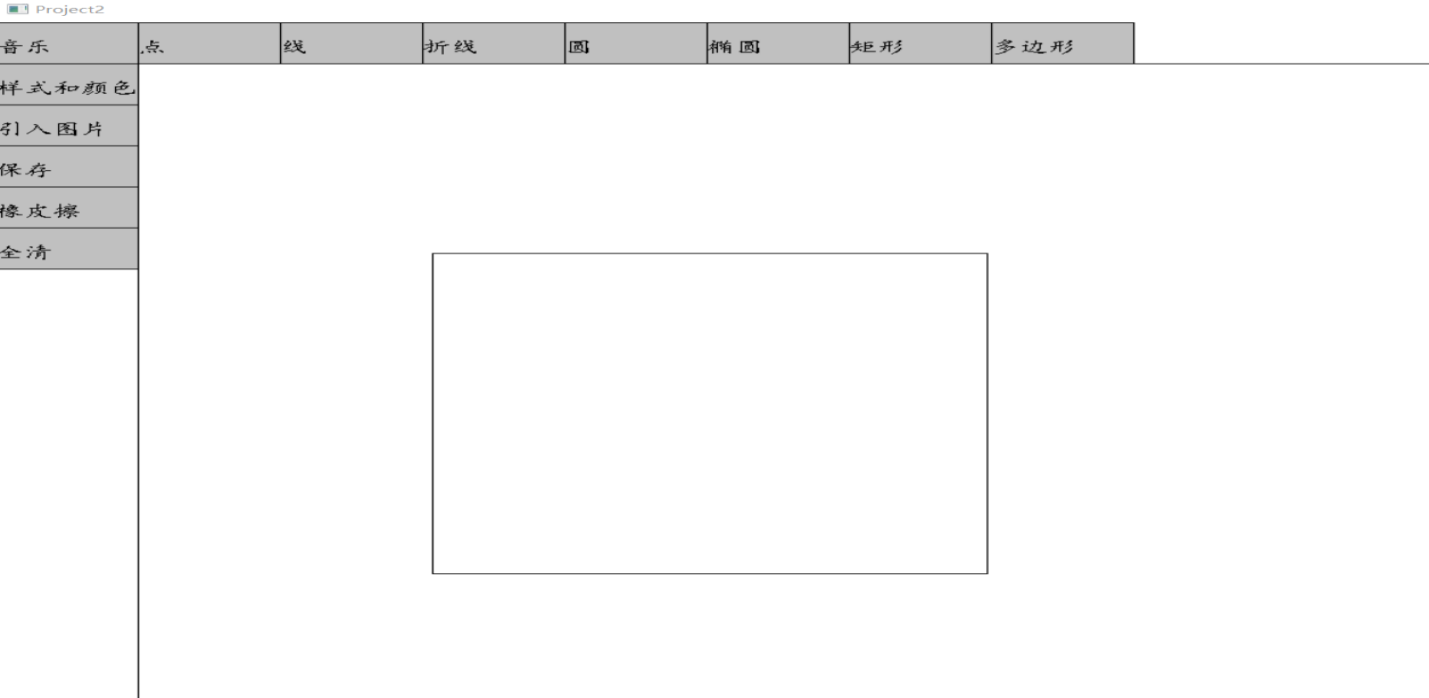 Project2
音乐 点 线 折线 圆 椭圆 矩形 多边形
样式和颜色
引入图片
保存
橡皮擦
全清